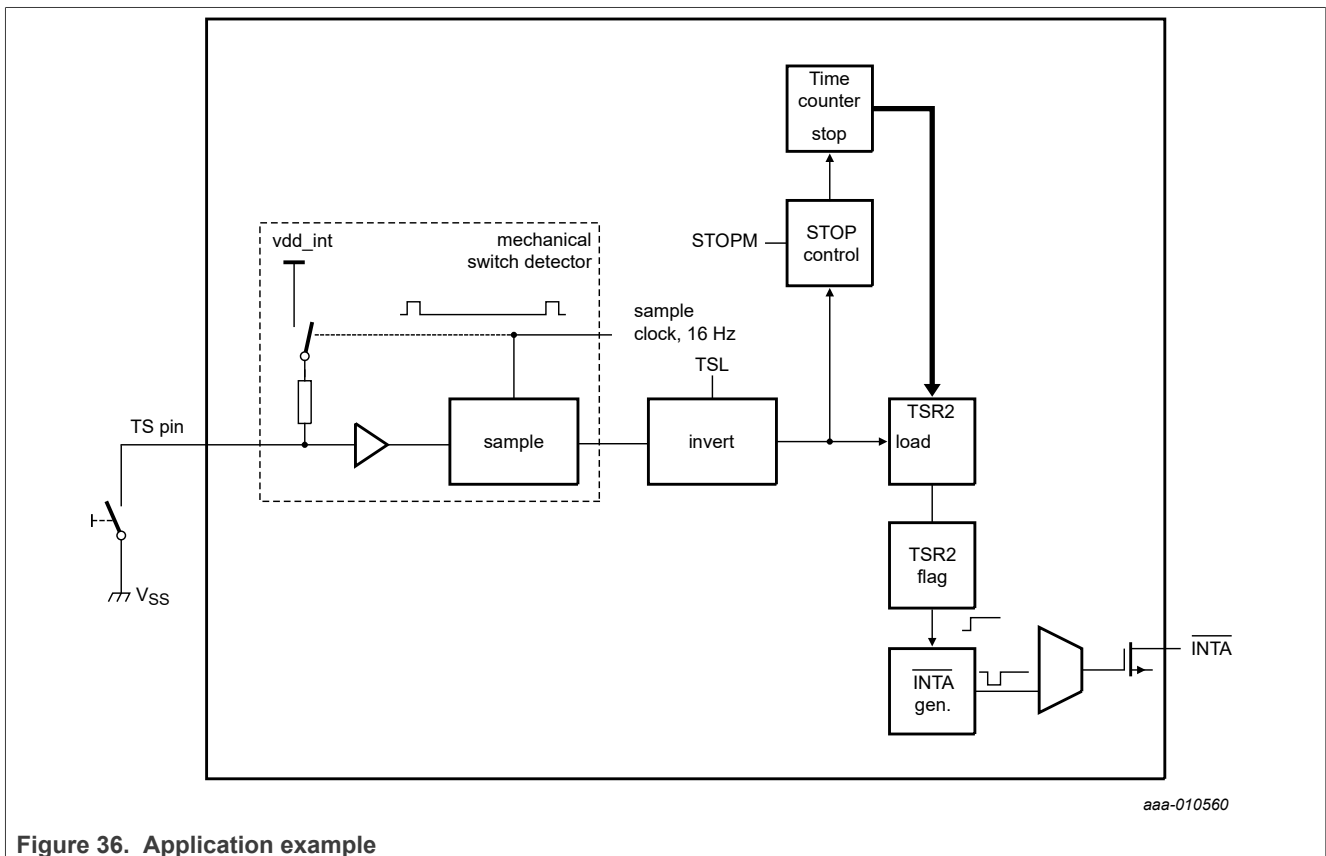 Time
counter
stop
STOPM
STOP
control
vdd_int
mechanical
switch detector
sample
clock, 16 Hz
TSL
TS pin
sample
invert
TSR2
load
TSR2
flag
VSS
INTA
gen.
INTA
aaa-010560
Figure 36. Application example